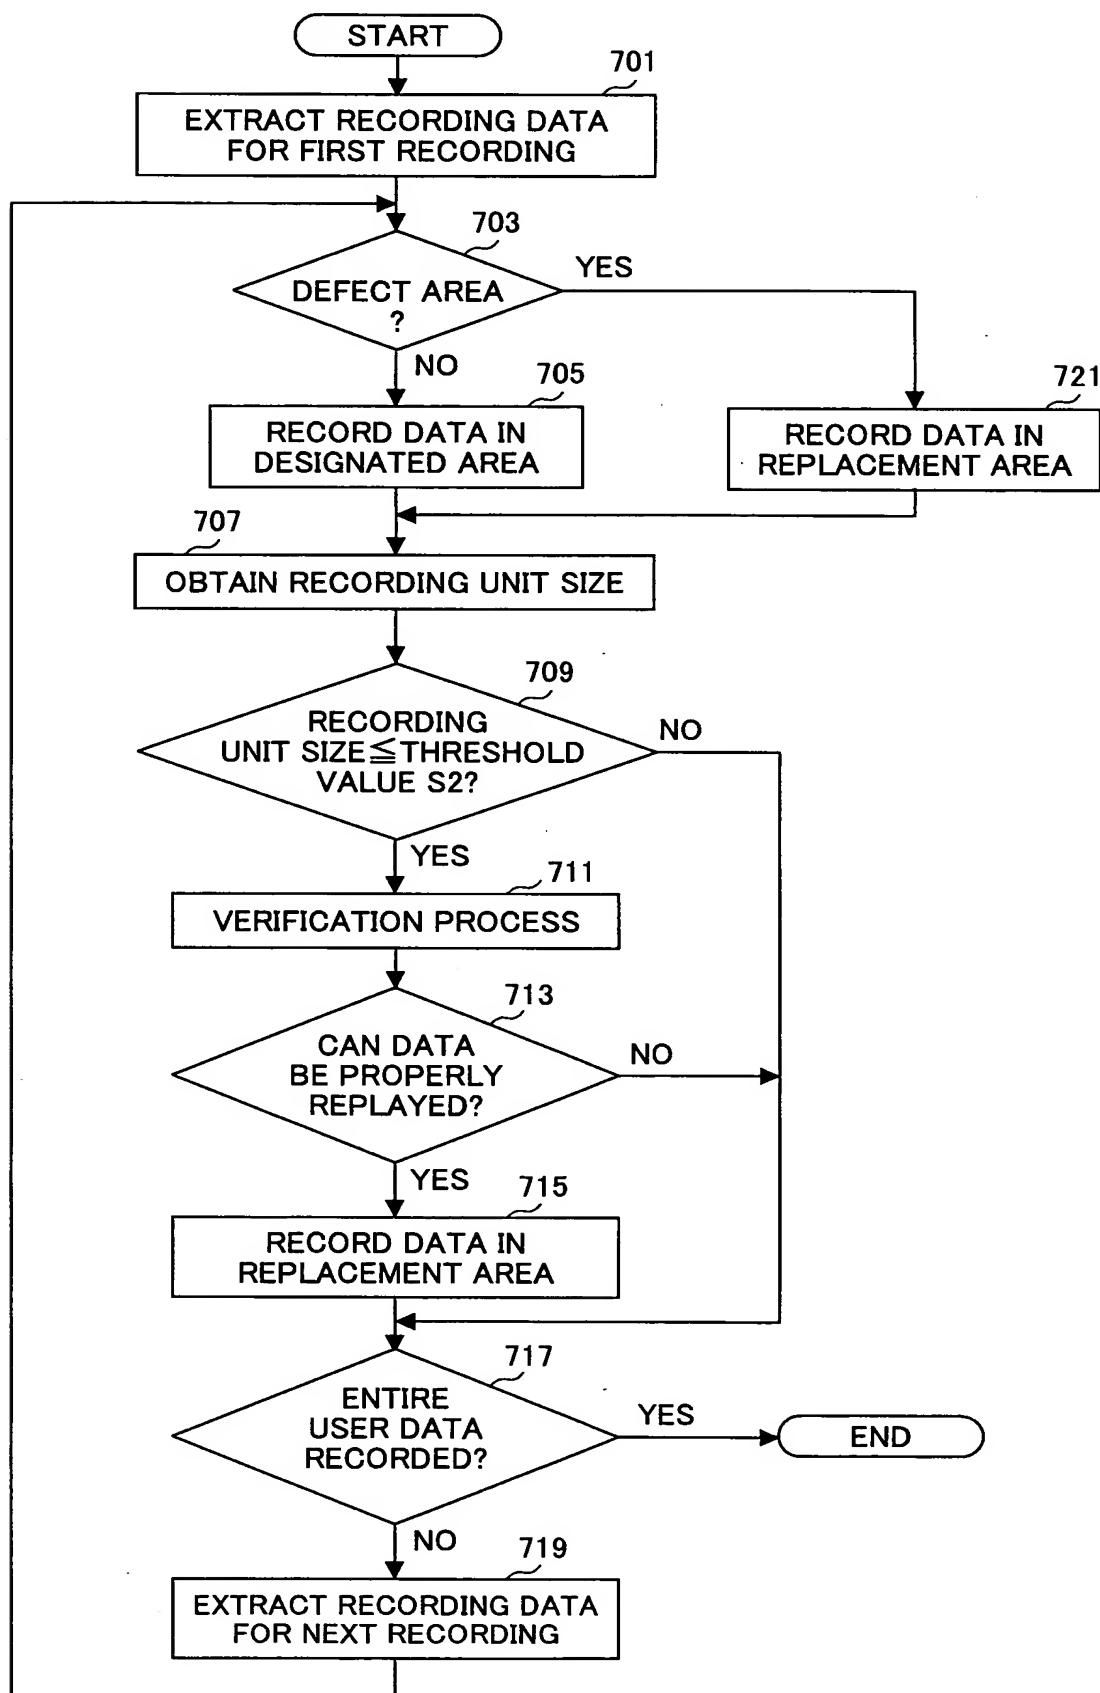 START
701
EXTRACT RECORDING DATA
FOR FIRST RECORDING
703
DEFECT AREA
?
YES
NO
705
RECORD DATA IN
DESIGNATED AREA
721
RECORD DATA IN
REPLACEMENT AREA
707
OBTAIN RECORDING UNIT SIZE
709
RECORDING
UNIT SIZE≦THRESHOLD
VALUE S2?
NO
YES
711
VERIFICATION PROCESS
713
CAN DATA
BE PROPERLY
REPLAYED?
NO
YES
715
RECORD DATA IN
REPLACEMENT AREA
717
ENTIRE
USER DATA
RECORDED?
YES
END
NO
719
EXTRACT RECORDING DATA
FOR NEXT RECORDING